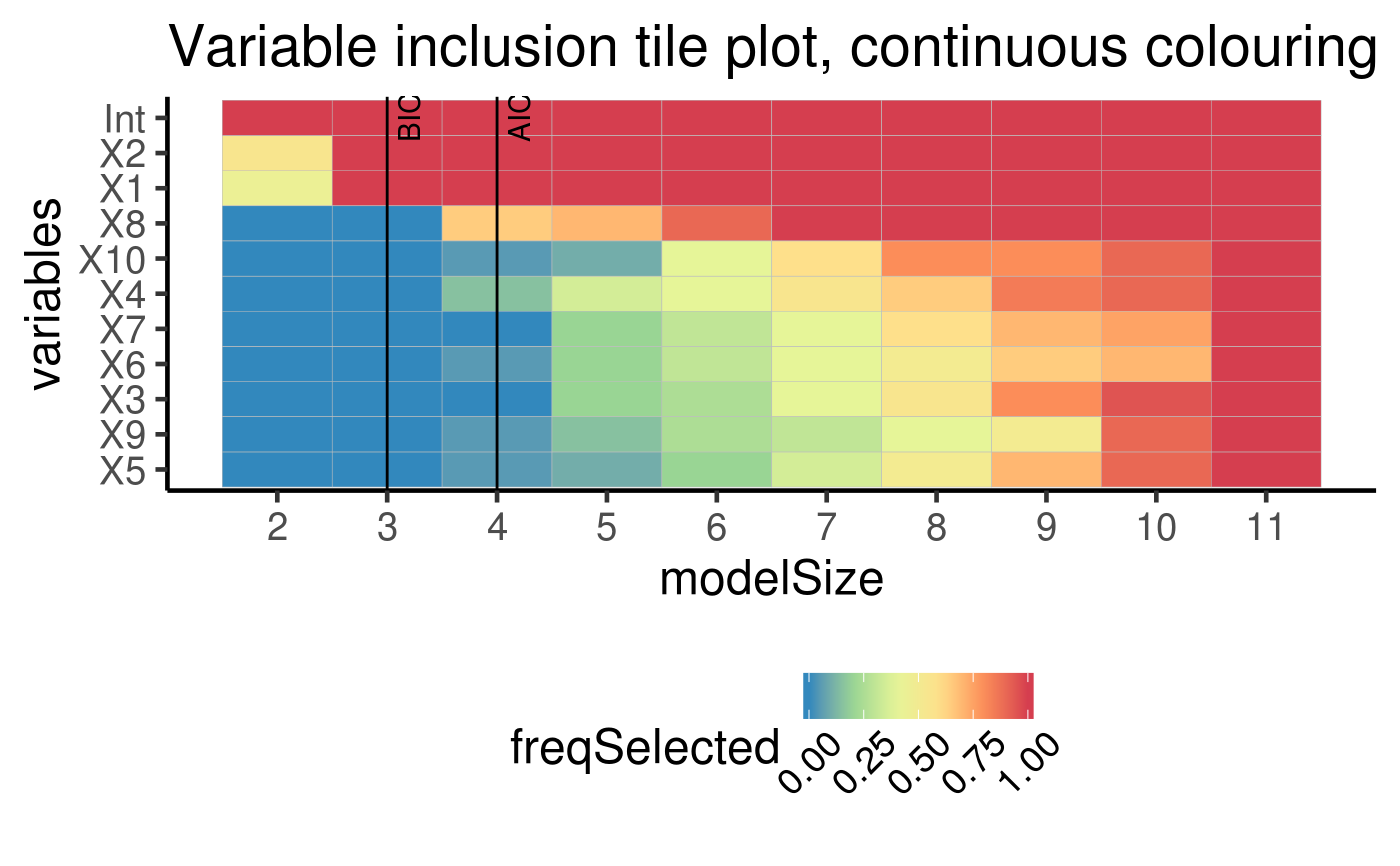 Variable inclusion tile plot, continuous colouring
BIC
AIC
variables
Int
X2
X1
X8
X10
X4
X7
X6
X3
X9
X5
2 3 4 5 6 7 8 9 10 11
modelSize
freqSelected
0.00 0.25 0.50 0.75 1.00